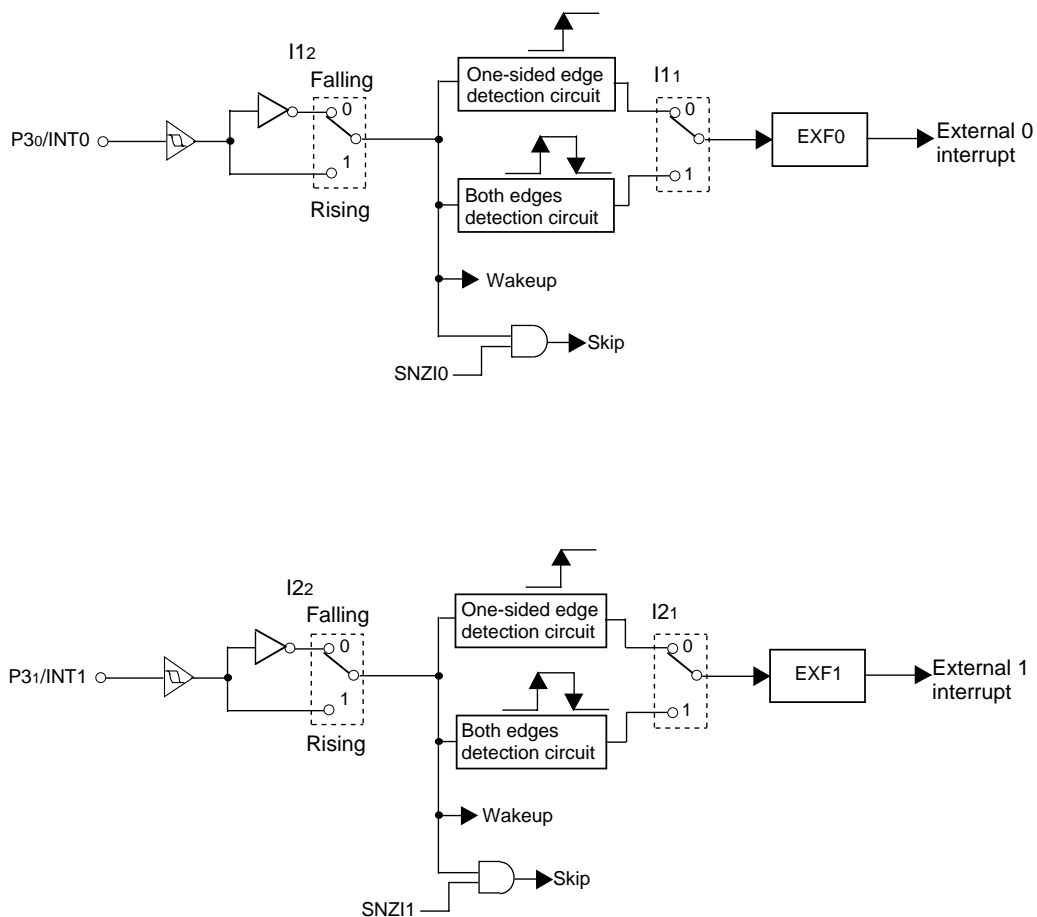 I12
Falling
0
1
Rising
P30/INT0
One-sided edge
detection circuit
Both edges
detection circuit
I11
0
1
EXF0
External 0
interrupt
Wakeup
Skip
SNZI0
I22
Falling
0
1
Rising
P31/INT1
One-sided edge
detection circuit
Both edges
detection circuit
I21
0
1
EXF1
External 1
interrupt
Wakeup
Skip
SNZI1